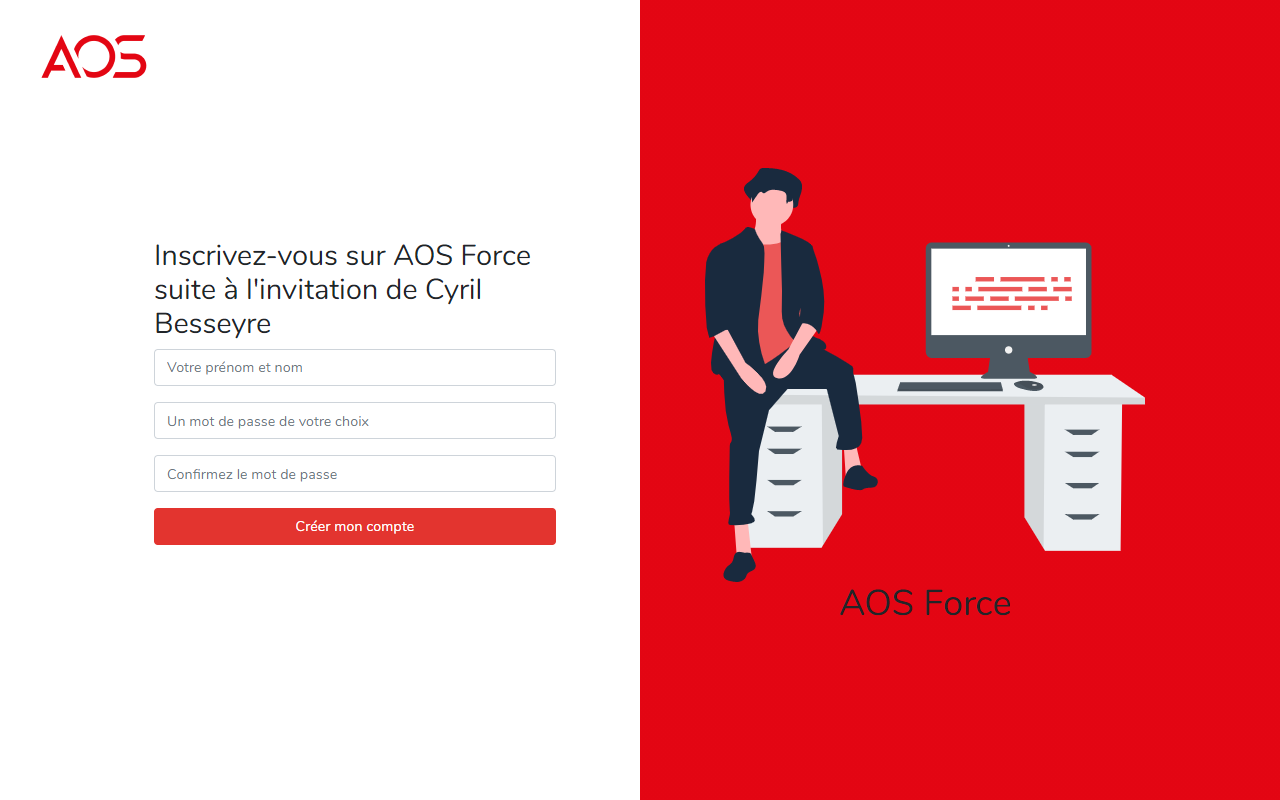 AOS
Inscrivez-vous sur AOS Force
suite à l'invitation de Cyril
Besseyre
Votre prénom et nom
Un mot de passe de votre choix
Confirmez le mot de passe
Créer mon compte
AOS Force